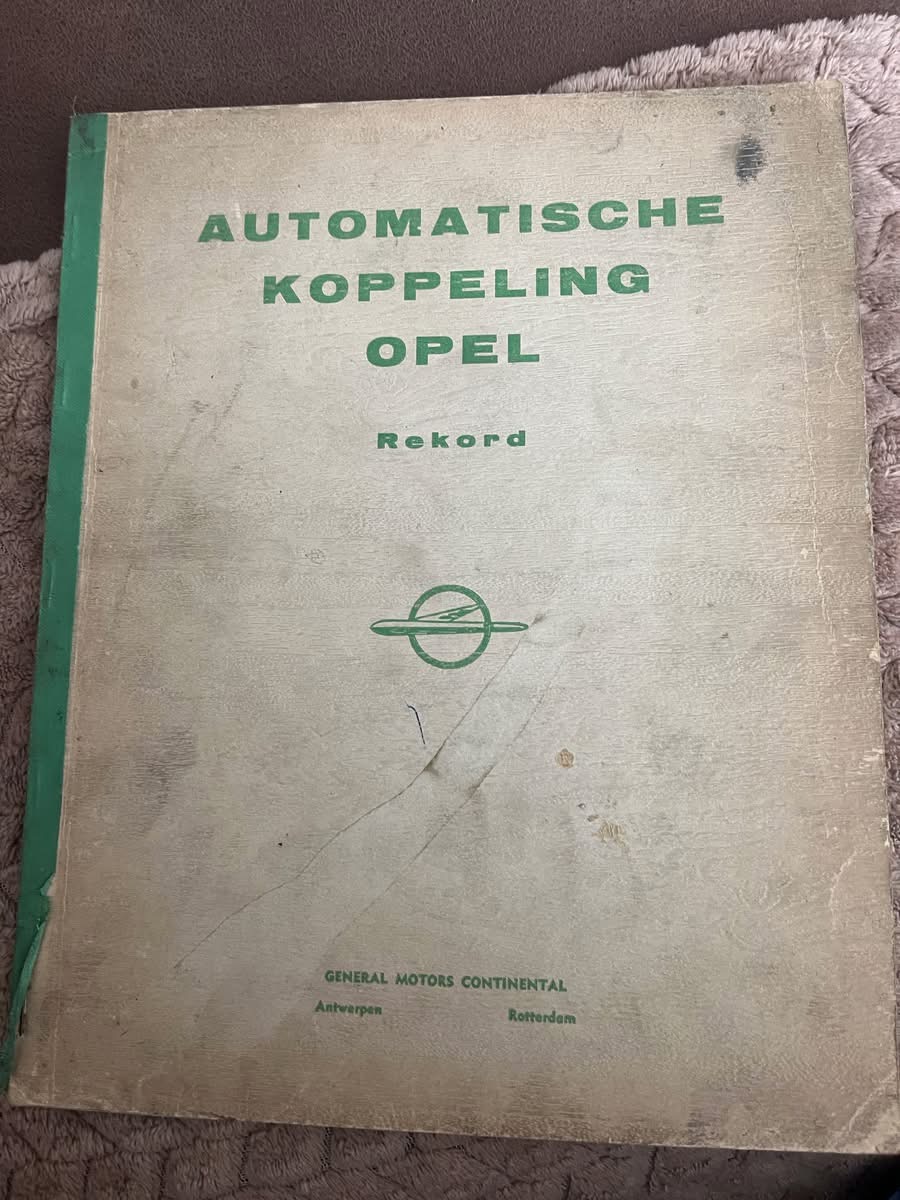 AUTOMATISCHE
KOPPELING
OPEL
Rekord
GENERAL MOTORS CONTINENTAL
Antwerpen Rotterdam